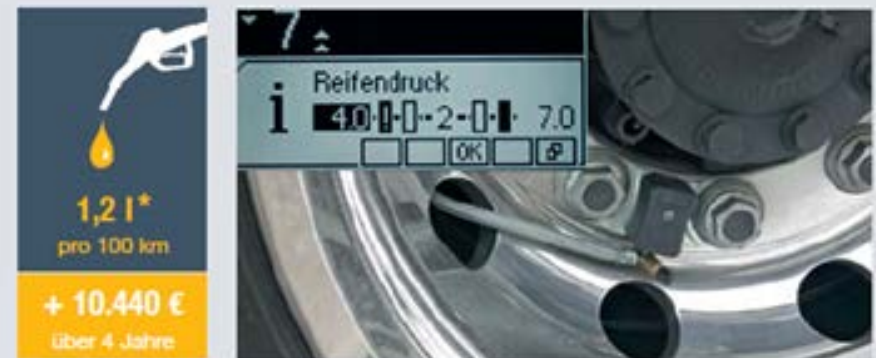 1,2 l*
pro 100 km
+ 10.440 €
über 4 Jahre
7
i Reifendruck
4.0 2 7.0
OK